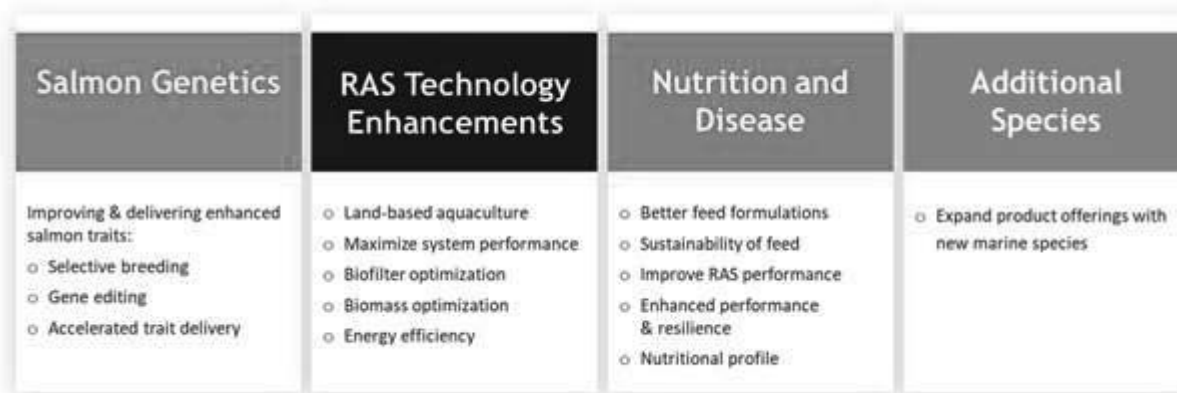 Salmon Genetics
Improving & delivering enhanced
salmon traits:
o Selective breeding
o Gene editing
o Accelerated trait delivery
RAS Technology
Enhancements
o Land-based aquaculture
o Maximize system performance
o Biofilter optimization
o Biomass optimization
o Energy efficiency
Nutrition and
Disease
o Better feed formulations
o Sustainability of feed
o Improve RAS performance
o Enhanced performance
& resilience
o Nutritional profile
Additional
Species
o Expand product offerings with
new marine species